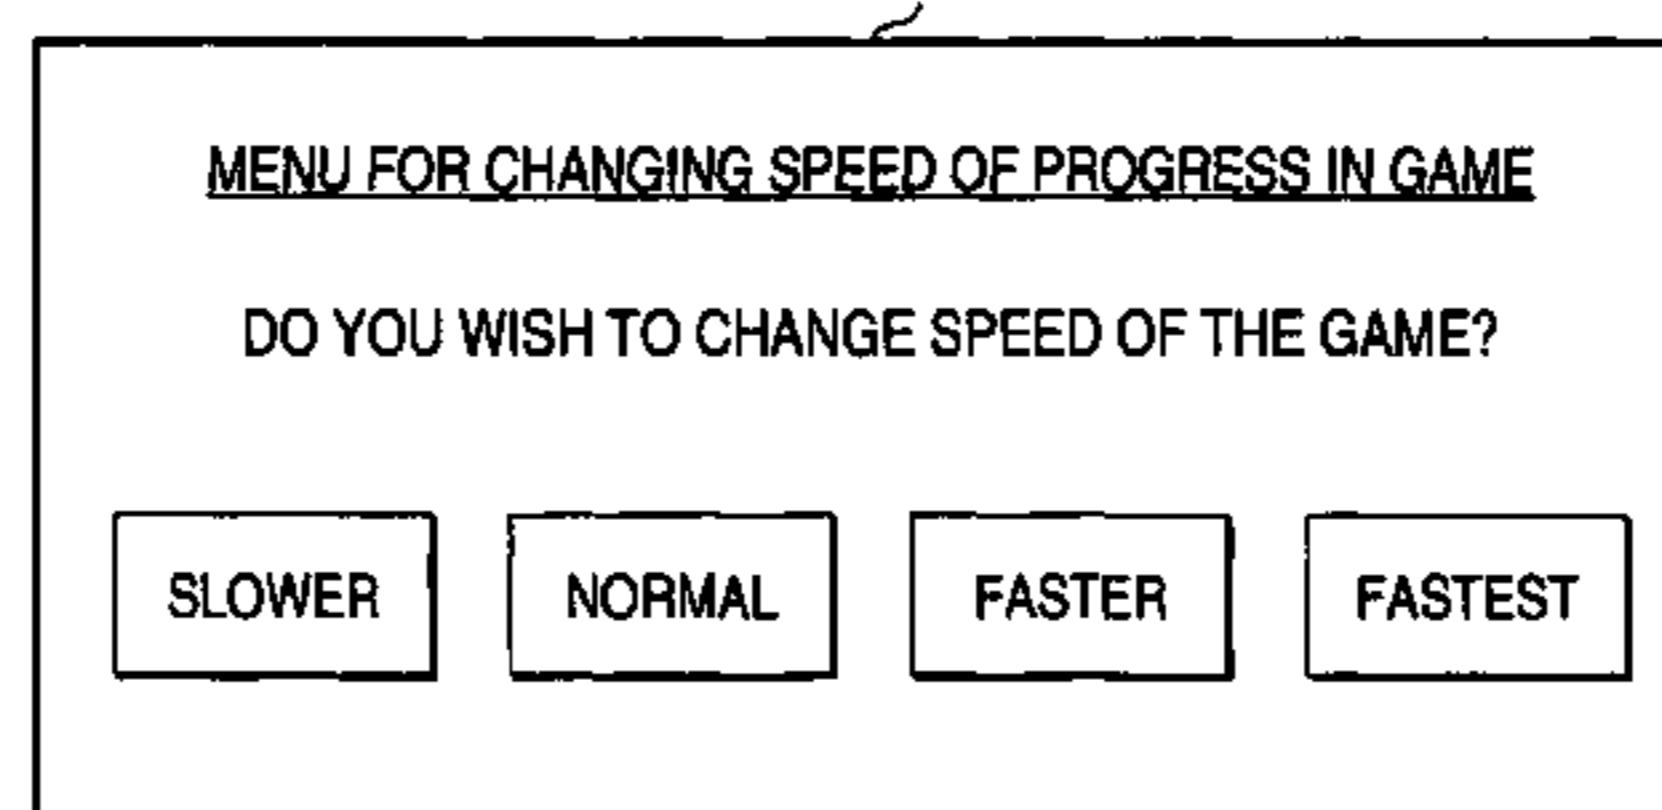 MENU FOR CHANGING SPEED OF PROGRESS IN GAME
DO YOU WISH TO CHANGE SPEED OF THE GAME?
SLOWER NORMAL FASTER FASTEST